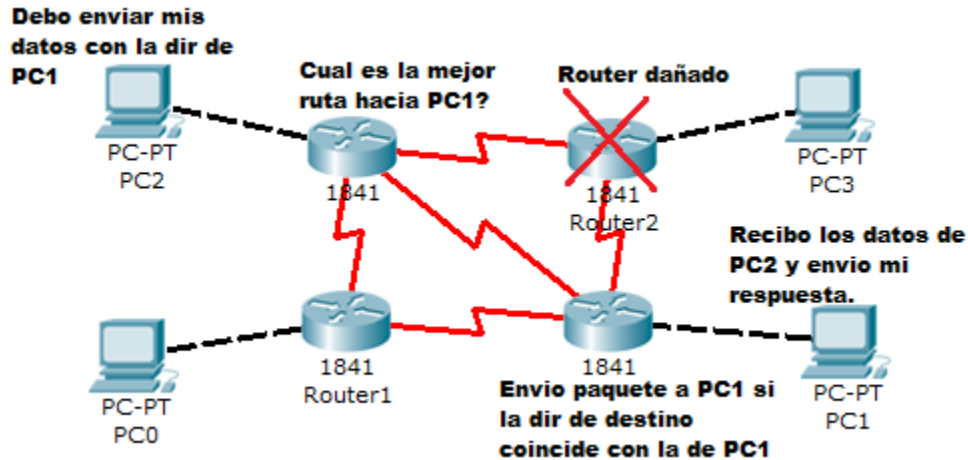 Debo enviar mis
datos con la dir de
PC1
Cual es la mejor
ruta hacia PC1?
Router dañado
PC-PT
PC2
1841
1841
Router2
PC-PT
PC3
Recibo los datos de
PC2 y envio mi
respuesta.
PC-PT
PC0
1841
Router1
1841
Envio paquete a PC1 si
la dir de destino
coincide con la de PC1
PC-PT
PC1